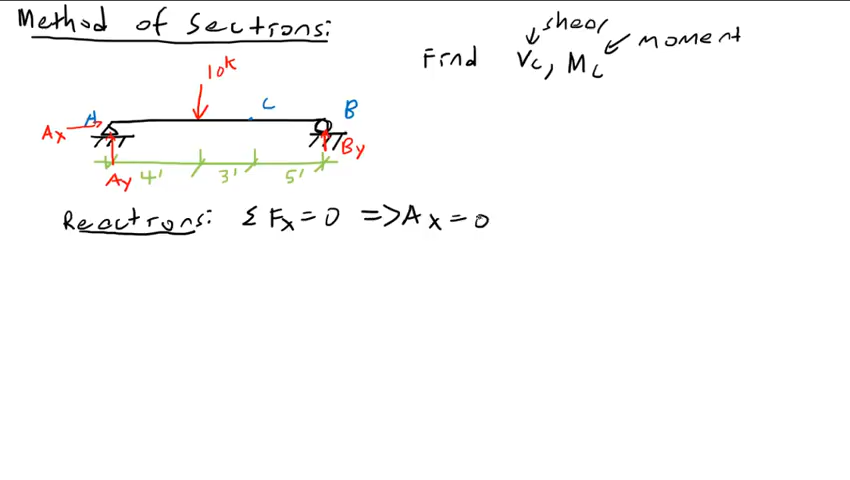 Method of Sections:
shear
moment
Find Vc, Mc
10k
C
A
B
Ax
By
Ay
4' 3' 5'
Reactions: Σ Fx = 0 => Ax = 0